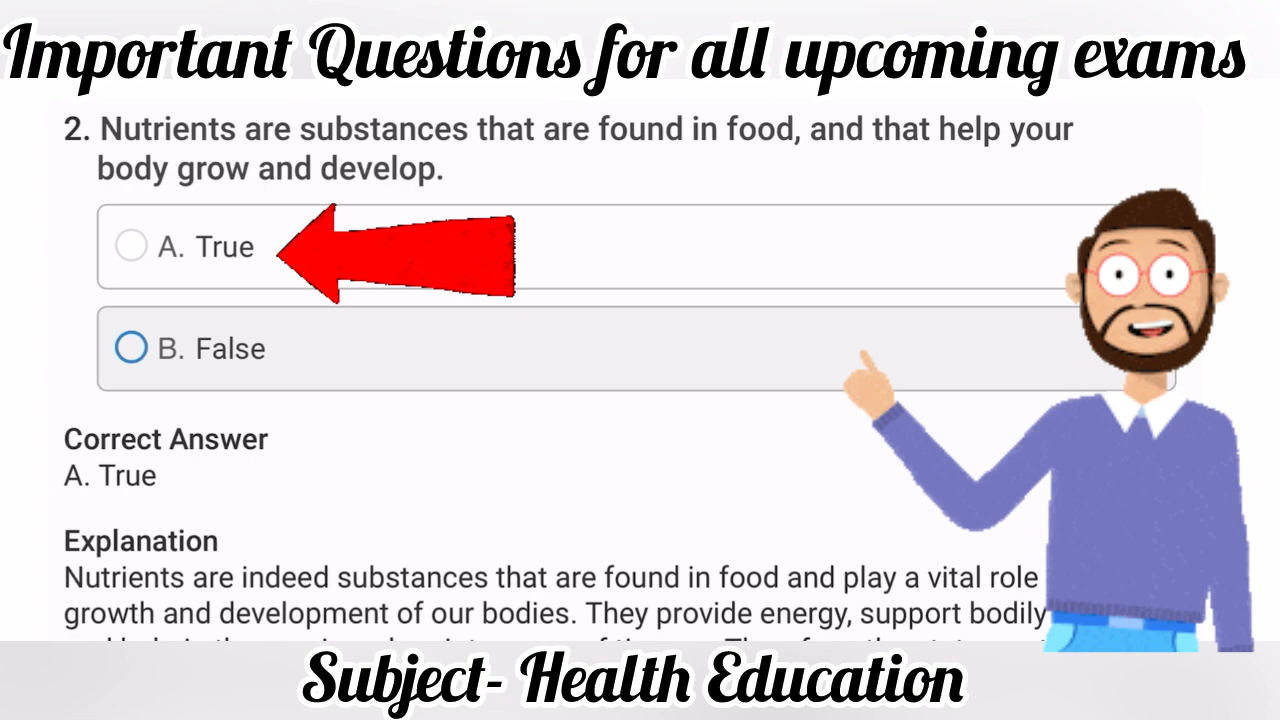 Important Questions for all upcoming exams
2. Nutrients are substances that are found in food, and that help your
body grow and develop.
A. True
B. False
Correct Answer
A. True
Explanation
Nutrients are indeed substances that are found in food and play a vital role
growth and development of our bodies. They provide energy, support bodily
Subject- Health Education